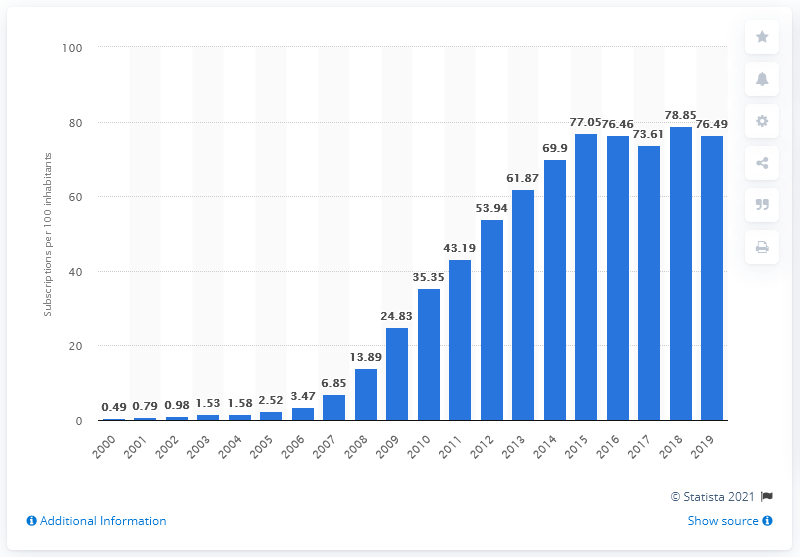 100
80
60
40
20
0
Subscriptions per 100 inhabitants
0.49 0.79 0.98 1.53 1.58 2.52 3.47 6.85 13.89 24.83 35.35 43.19 53.94 61.87 69.9 77.05 76.46 73.61 78.85 76.49
2000 2001 2002 2003 2004 2005 2006 2007 2008 2009 2010 2011 2012 2013 2014 2015 2016 2017 2018 2019
© Statista 2021
Additional Information
Show source